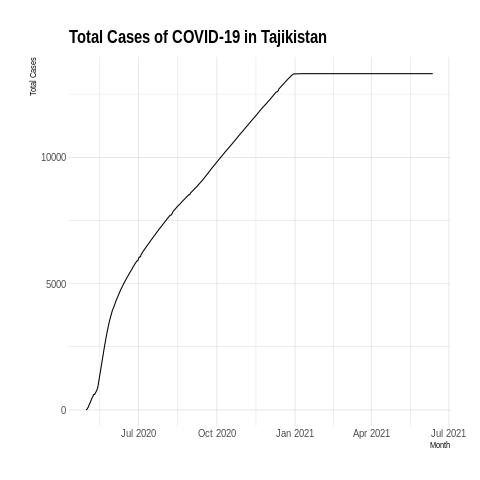 Total Cases of COVID-19 in Tajikistan
Total Cases
10000
5000
0
Jul 2020 Oct 2020 Jan 2021 Apr 2021 Jul 2021
Month